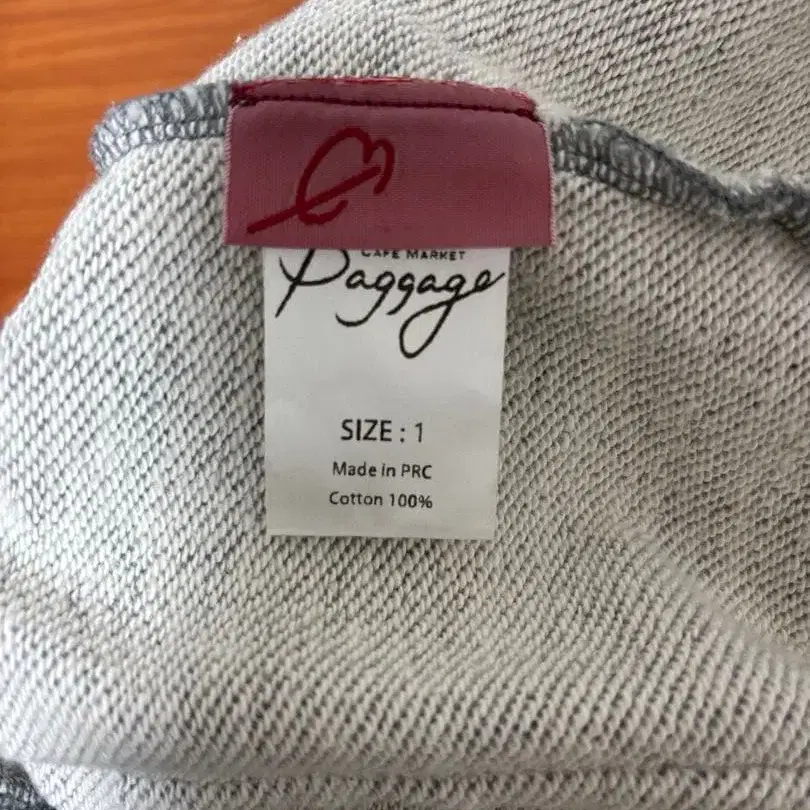 CAFE MARKET
Paggage
SIZE : 1
Made in PRC
Cotton 100%